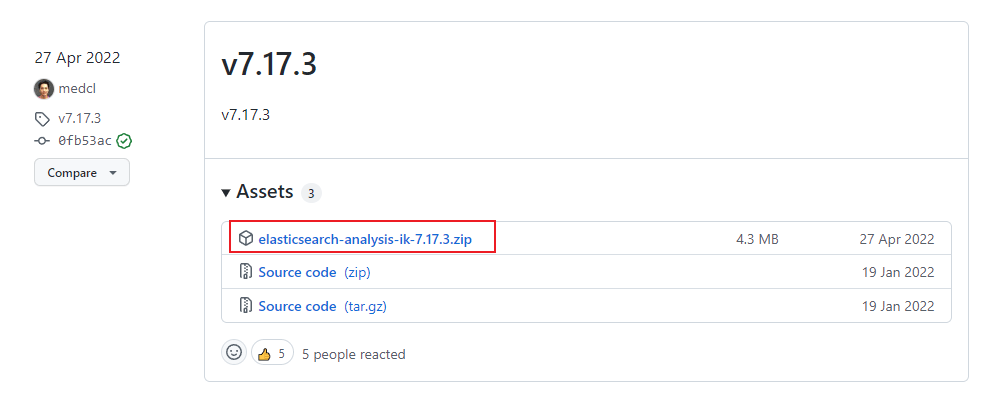 27 Apr 2022
medcl
v7.17.3
0fb53ac
Compare
v7.17.3
v7.17.3
Assets 3
elasticsearch-analysis-ik-7.17.3.zip 4.3 MB 27 Apr 2022
Source code (zip) 19 Jan 2022
Source code (tar.gz) 19 Jan 2022
5 5 people reacted